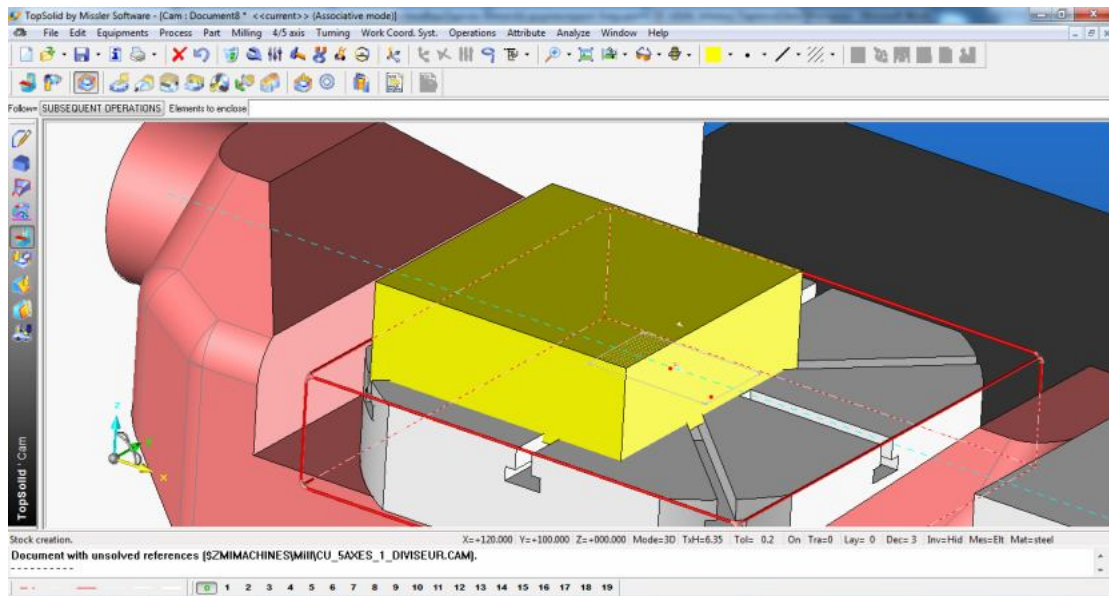 TopSolid by Missler Software - [Cam : Document8 *  <<current>> (Associative mode)]
File Edit Equipments Process Part Milling 4/5 axis Turning Work Coord. Syst. Operations Attribute Analyze Window Help
Follow= SUBSEQUENT OPERATIONS Elements to enclose
Z
Y
X
TopSolid'Cam
Stock creation. X=+120.000 Y=+100.000 Z=+000.000 Mode=3D TxH=6.35 Tol= 0.2 On Tra=0 Lay= 0 Dec= 3 Inv=Hid Mes=Elt Mat=steel
Document with unsolved references ($ZMIMACHINES\Mill\CU_5AXES_1_DIVISEUR.CAM).
----------
0 1 2 3 4 5 6 7 8 9 10 11 12 13 14 15 16 17 18 19